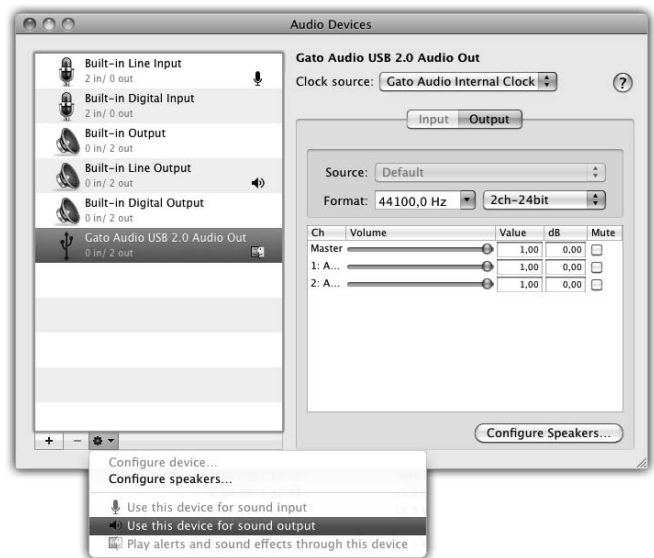 Audio Devices
Built-in Line Input
2 in/ 0 out
Built-in Digital Input
2 in/ 0 out
Built-in Output
0 in/ 2 out
Built-in Line Output
0 in/ 2 out
Built-in Digital Output
0 in/ 2 out
Gato Audio USB 2.0 Audio Out
0 in/ 2 out
Gato Audio USB 2.0 Audio Out
Clock source: Gato Audio Internal Clock ?
Input Output
Source: Default
Format: 44100,0 Hz 2ch-24bit
Ch Volume Value dB Mute
Master 1,00 0,00
1: A... 1,00 0,00
2: A... 1,00 0,00
Configure Speakers...
+ -
Configure device...
Configure speakers...
Use this device for sound input
Use this device for sound output
Play alerts and sound effects through this device